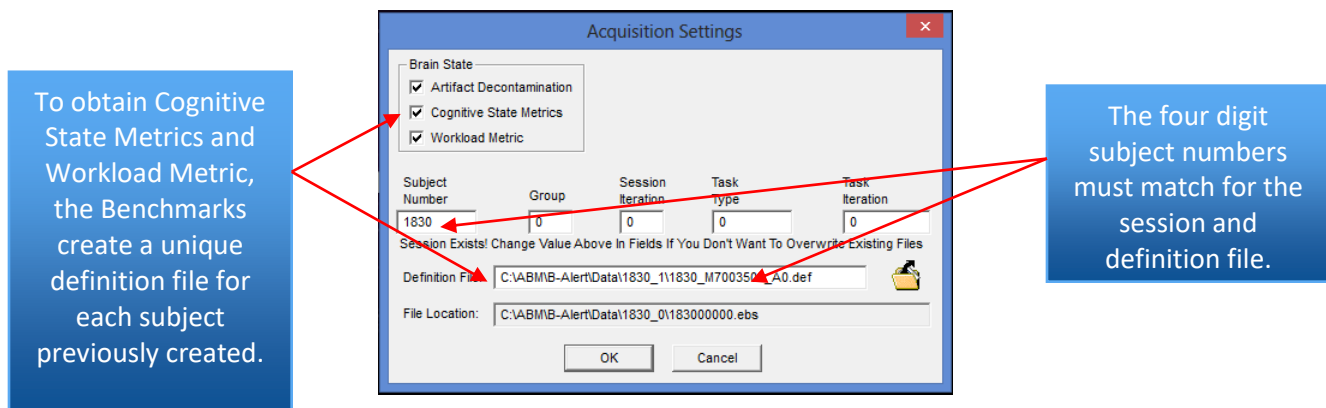 Acquisition Settings
To obtain Cognitive
State Metrics and
Workload Metric,
the Benchmarks
create a unique
definition file for
each subject
previously created.
Brain State
Artifact Decontamination
Cognitive State Metrics
Workload Metric
Subject Number
Group
Session Iteration
Task Type
Task Iteration
1830
0
0
0
0
Session Exists! Change Value Above In Fields If You Don't Want To Overwrite Existing Files
Definition File:
File Location: C:\ABM\B-Alert\Data\1830_0\183000000.ebs
OK
Cancel
The four digit
subject numbers
must match for the
session and
definition file.